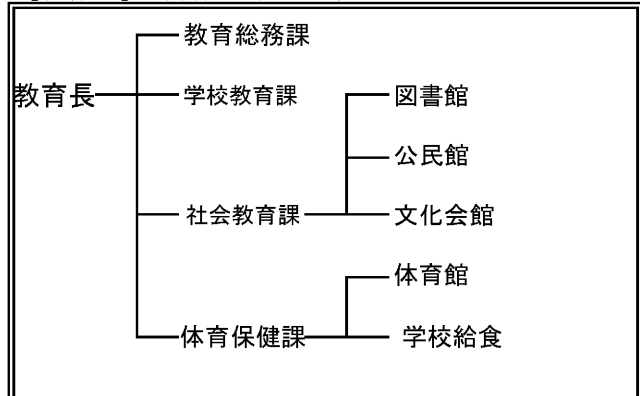 教育総務課
教育長
学校教育課
図書館
公民館
社会教育課
文化会館
体育館
体育保健課
学校給食